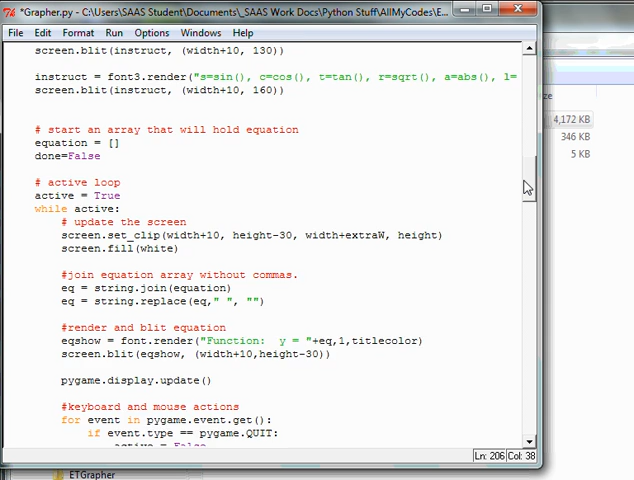 *Grapher.py - C:\Users\SAAS Student\Documents\_SAAS Work Docs\Python Stuff\AllMyCodes\E...
File Edit Format Run Options Windows Help
screen.blit(instruct, (width+10, 130))
instruct = font3.render("s=sin(), c=cos(), t=tan(), r=sqrt(), a=abs(), l=
screen.blit(instruct, (width+10, 160))
# start an array that will hold equation
equation = []
done=False
# active loop
active = True
while active:
# update the screen
screen.set_clip(width+10, height-30, width+extraW, height)
screen.fill(white)
#join equation array without commas.
eq = string.join(equation)
eq = string.replace(eq," ", "")
#render and blit equation
eqshow = font.render("Function:  y = "+eq,1,titlecolor)
screen.blit(eqshow, (width+10,height-30))
pygame.display.update()
#keyboard and mouse actions
for event in pygame.event.get():
if event.type == pygame.QUIT:
active = False
Ln: 206 Col: 38
ze
4,172 KB
346 KB
5 KB
ETGrapher